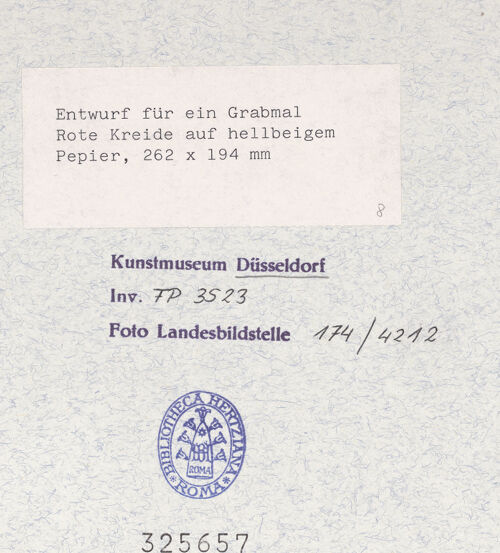 Entwurf für ein Grabmal
Rote Kreide auf hellbeigem
Pepier, 262 x 194 mm
8
Kunstmuseum Düsseldorf
Inv. FP 3523
Foto Landesbildstelle 174/4212
BIBLIOTHECA HERTZIANA
ROMA
ROMA
325657